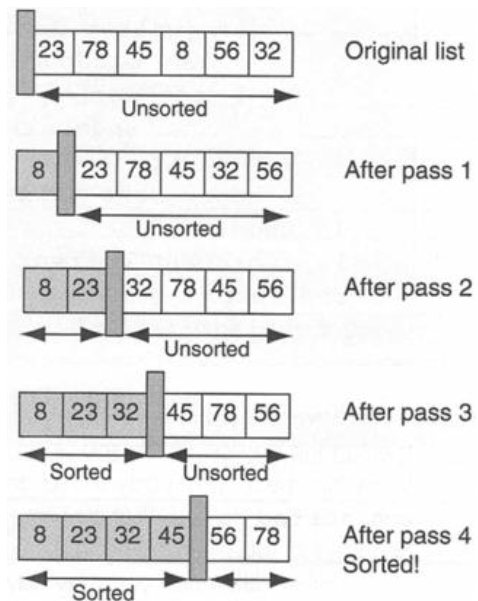 23 78 45 8 56 32 Original list
Unsorted
8 23 78 45 32 56 After pass 1
Unsorted
8 23 32 78 45 56 After pass 2
Unsorted
8 23 32 45 78 56 After pass 3
Sorted Unsorted
8 23 32 45 56 78 After pass 4
Sorted!
Sorted